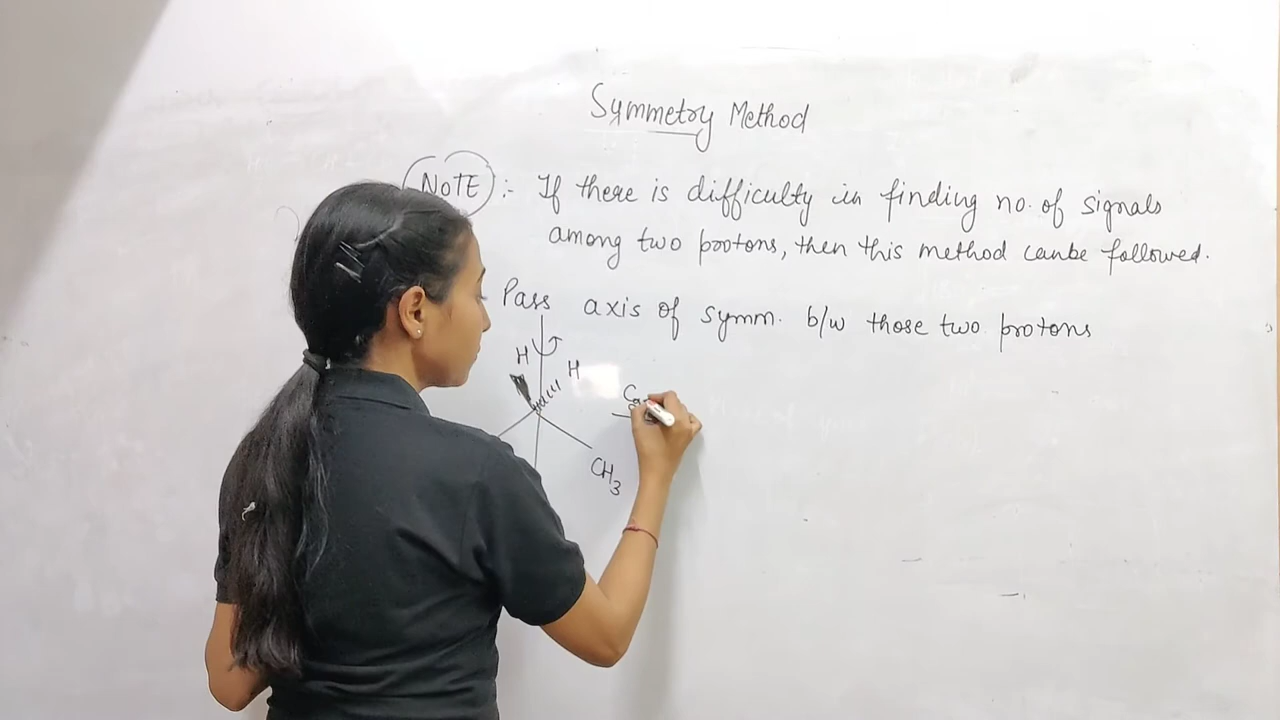 Symmetry Method
NOTE :- If there is difficulty in finding no. of signals
among two protons, then this method canbe followed.
Pass axis of symm. b/w those two protons
H H
CH3